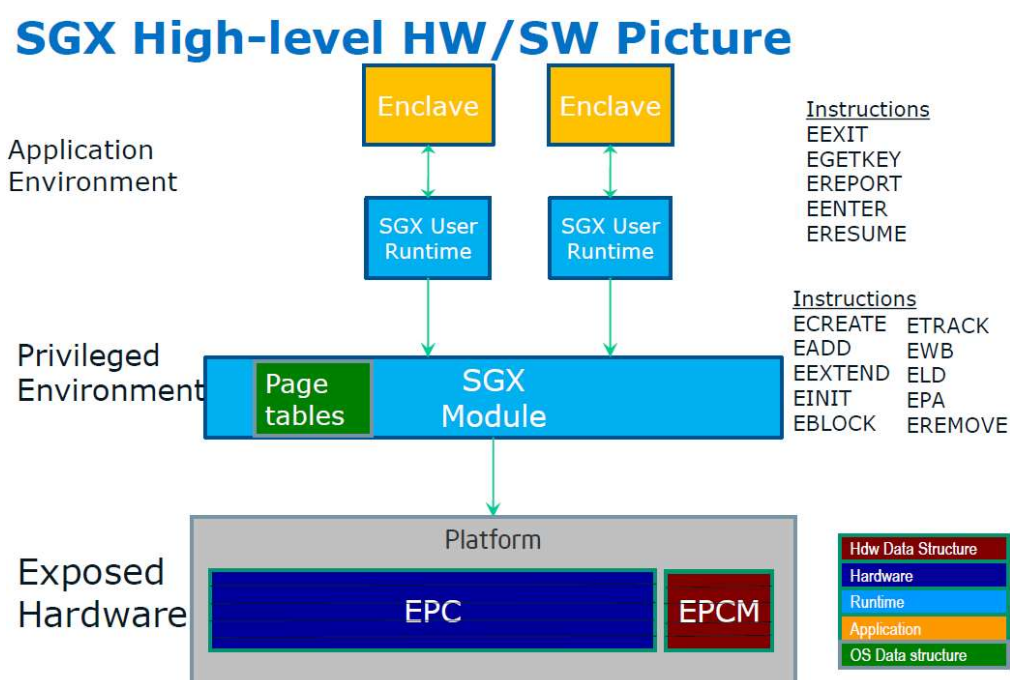 SGX High-level HW/SW Picture
Enclave
Enclave
Application
Environment
SGX User
Runtime
SGX User
Runtime
Instructions
EEXIT
EGETKEY
EREPORT
EENTER
ERESUME
Privileged
Environment
Page
tables
SGX
Module
Instructions
ECREATE ETRACK
EADD EWB
EEXTEND ELD
EINIT EPA
EBLOCK EREMOVE
Exposed
Hardware
Platform
EPC
EPCM
Hdw Data Structure
Hardware
Runtime
Application
OS Data structure